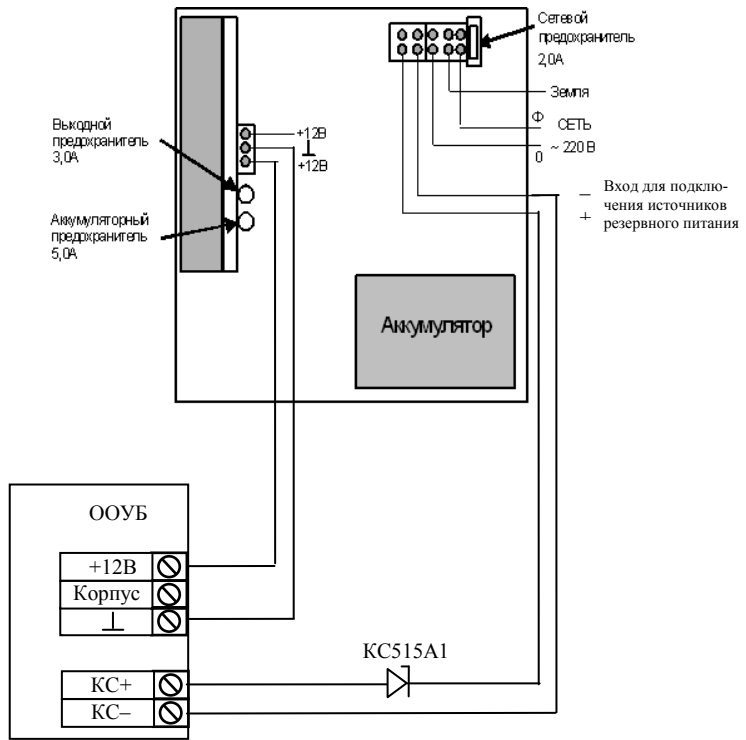 Сетевой
предохранитель
2,0А
Земля
Ф
СЕТЬ
~ 220 В
0
Выходной
предохранитель
3,0А
+12В
⊥
+12В
– Вход для подклю-
чения источников
+ резервного питания
Аккумуляторный
предохранитель
5,0А
Аккумулятор
ООУБ
+12В
Корпус
⊥
КС515А1
КС+
КС–